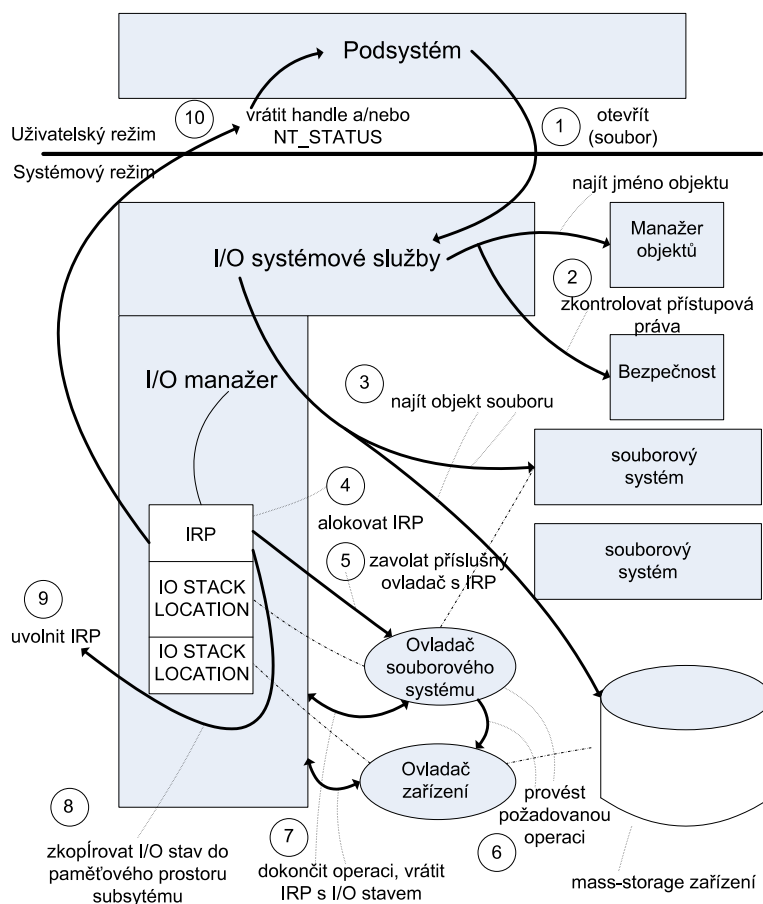 Podsystém
10
vrátit handle a/nebo
NT_STATUS
1
otevřít
(soubor)
Uživatelský režim
Systémový režim
najít jméno objektu
Manažer
objektů
I/O systémové služby
2
zkontrolovat přístupová
práva
Bezpečnost
I/O manažer
3
najít objekt souboru
souborový
systém
4
alokovat IRP
IRP
souborový
systém
5
zavolat příslušný
ovladač s IRP
IO STACK
LOCATION
9
uvolnit IRP
IO STACK
LOCATION
Ovladač
souborového
systému
Ovladač
zařízení
8
zkopírovat I/O stav do
paměťového prostoru
subsytému
7
dokončit operaci, vrátit
IRP s I/O stavem
provést
požadovanou
operaci
6
mass-storage zařízení